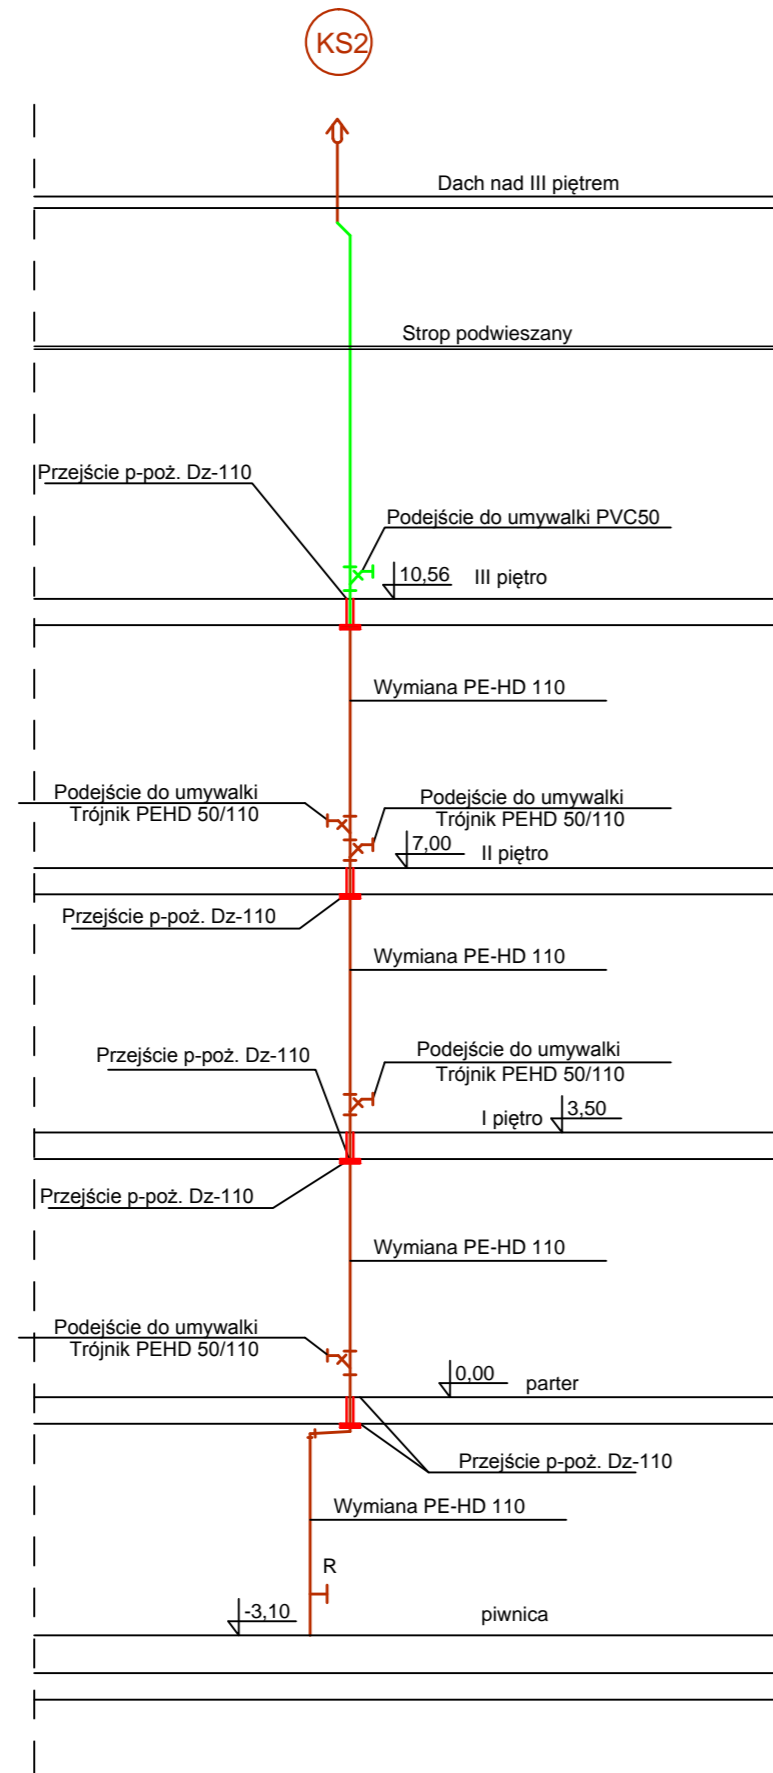 KS2
Dach nad III piętrem
Strop podwieszany
Przejście p-poż. Dz-110
Podejście do umywalki PVC50
10,56 III piętro
Wymiana PE-HD 110
Podejście do umywalki
Trójnik PEHD 50/110
Podejście do umywalki
Trójnik PEHD 50/110
7,00 II piętro
Przejście p-poż. Dz-110
Wymiana PE-HD 110
Przejście p-poż. Dz-110
Podejście do umywalki
Trójnik PEHD 50/110
I piętro 3,50
Przejście p-poż. Dz-110
Wymiana PE-HD 110
Podejście do umywalki
Trójnik PEHD 50/110
0,00 parter
Przejście p-poż. Dz-110
Wymiana PE-HD 110
R
-3,10 piwnica